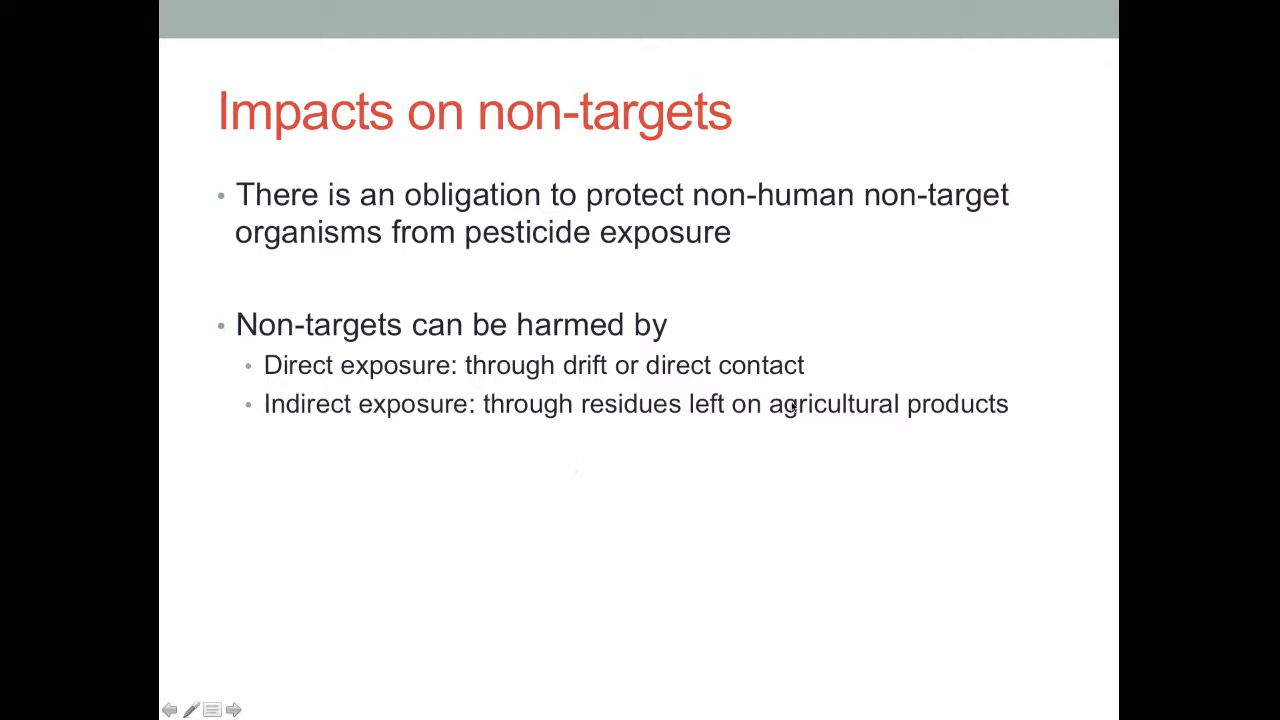 Impacts on non-targets
• There is an obligation to protect non-human non-target
organisms from pesticide exposure
• Non-targets can be harmed by
• Direct exposure: through drift or direct contact
• Indirect exposure: through residues left on agricultural products